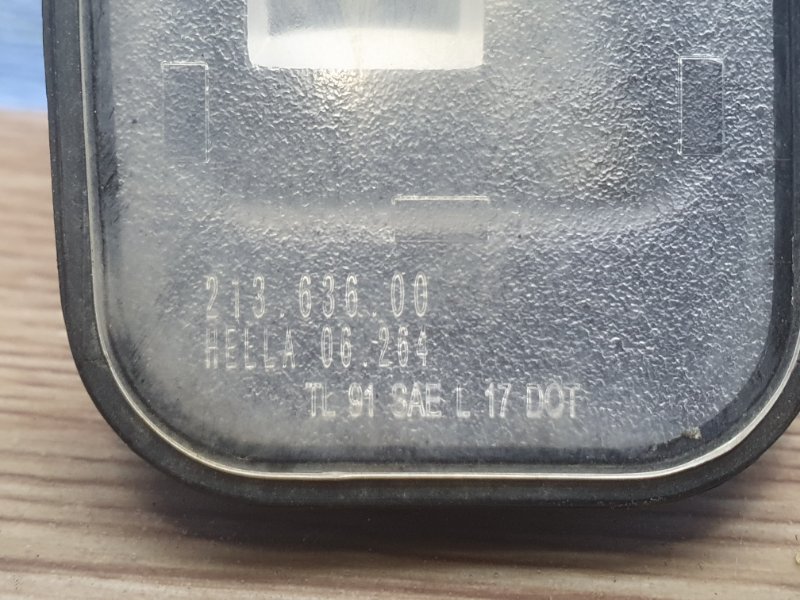 213.636.00
HELLA 06.264
TL 91 SAE L 17 DOT